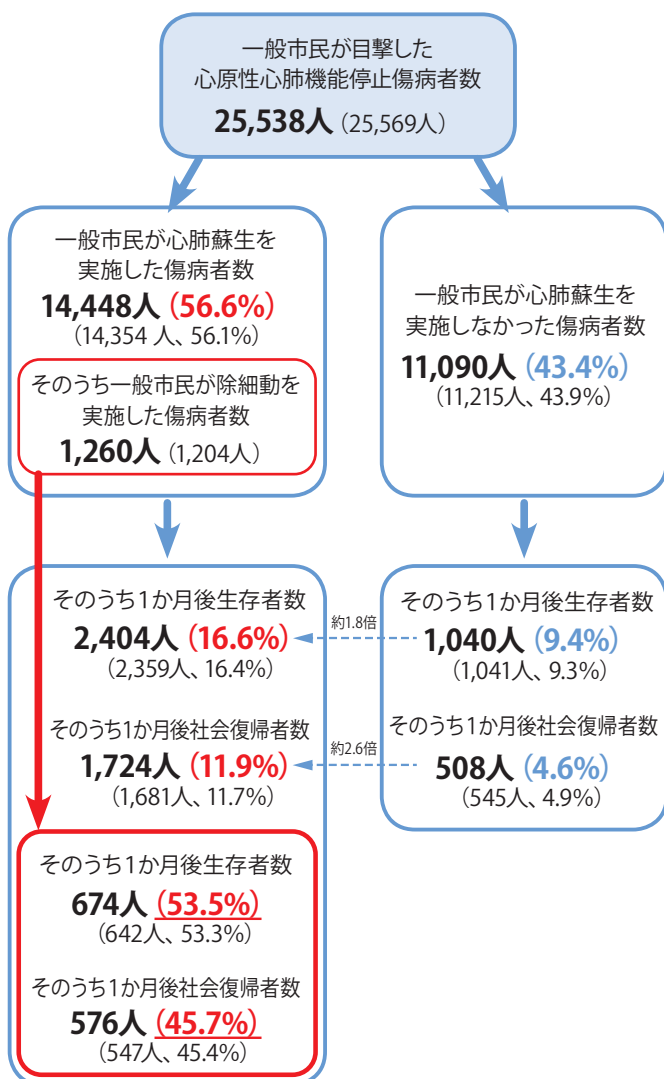 一般市民が目撃した
心原性心肺機能停止傷病者数
25,538人（25,569人）
一般市民が心肺蘇生を
実施した傷病者数
14,448人（56.6%）
（14,354 人、56.1%）
そのうち一般市民が除細動を
実施した傷病者数
1,260人（1,204人）
一般市民が心肺蘇生を
実施しなかった傷病者数
11,090人（43.4%）
（11,215人、43.9%）
そのうち1か月後生存者数
2,404人（16.6%）
（2,359人、16.4%）
そのうち1か月後社会復帰者数
1,724人（11.9%）
（1,681人、11.7%）
約1.8倍
約2.6倍
そのうち1か月後生存者数
1,040人（9.4%）
（1,041人、9.3%）
そのうち1か月後社会復帰者数
508人（4.6%）
（545人、4.9%）
そのうち1か月後生存者数
674人（53.5%）
（642人、53.3%）
そのうち1か月後社会復帰者数
576人（45.7%）
（547人、45.4%）